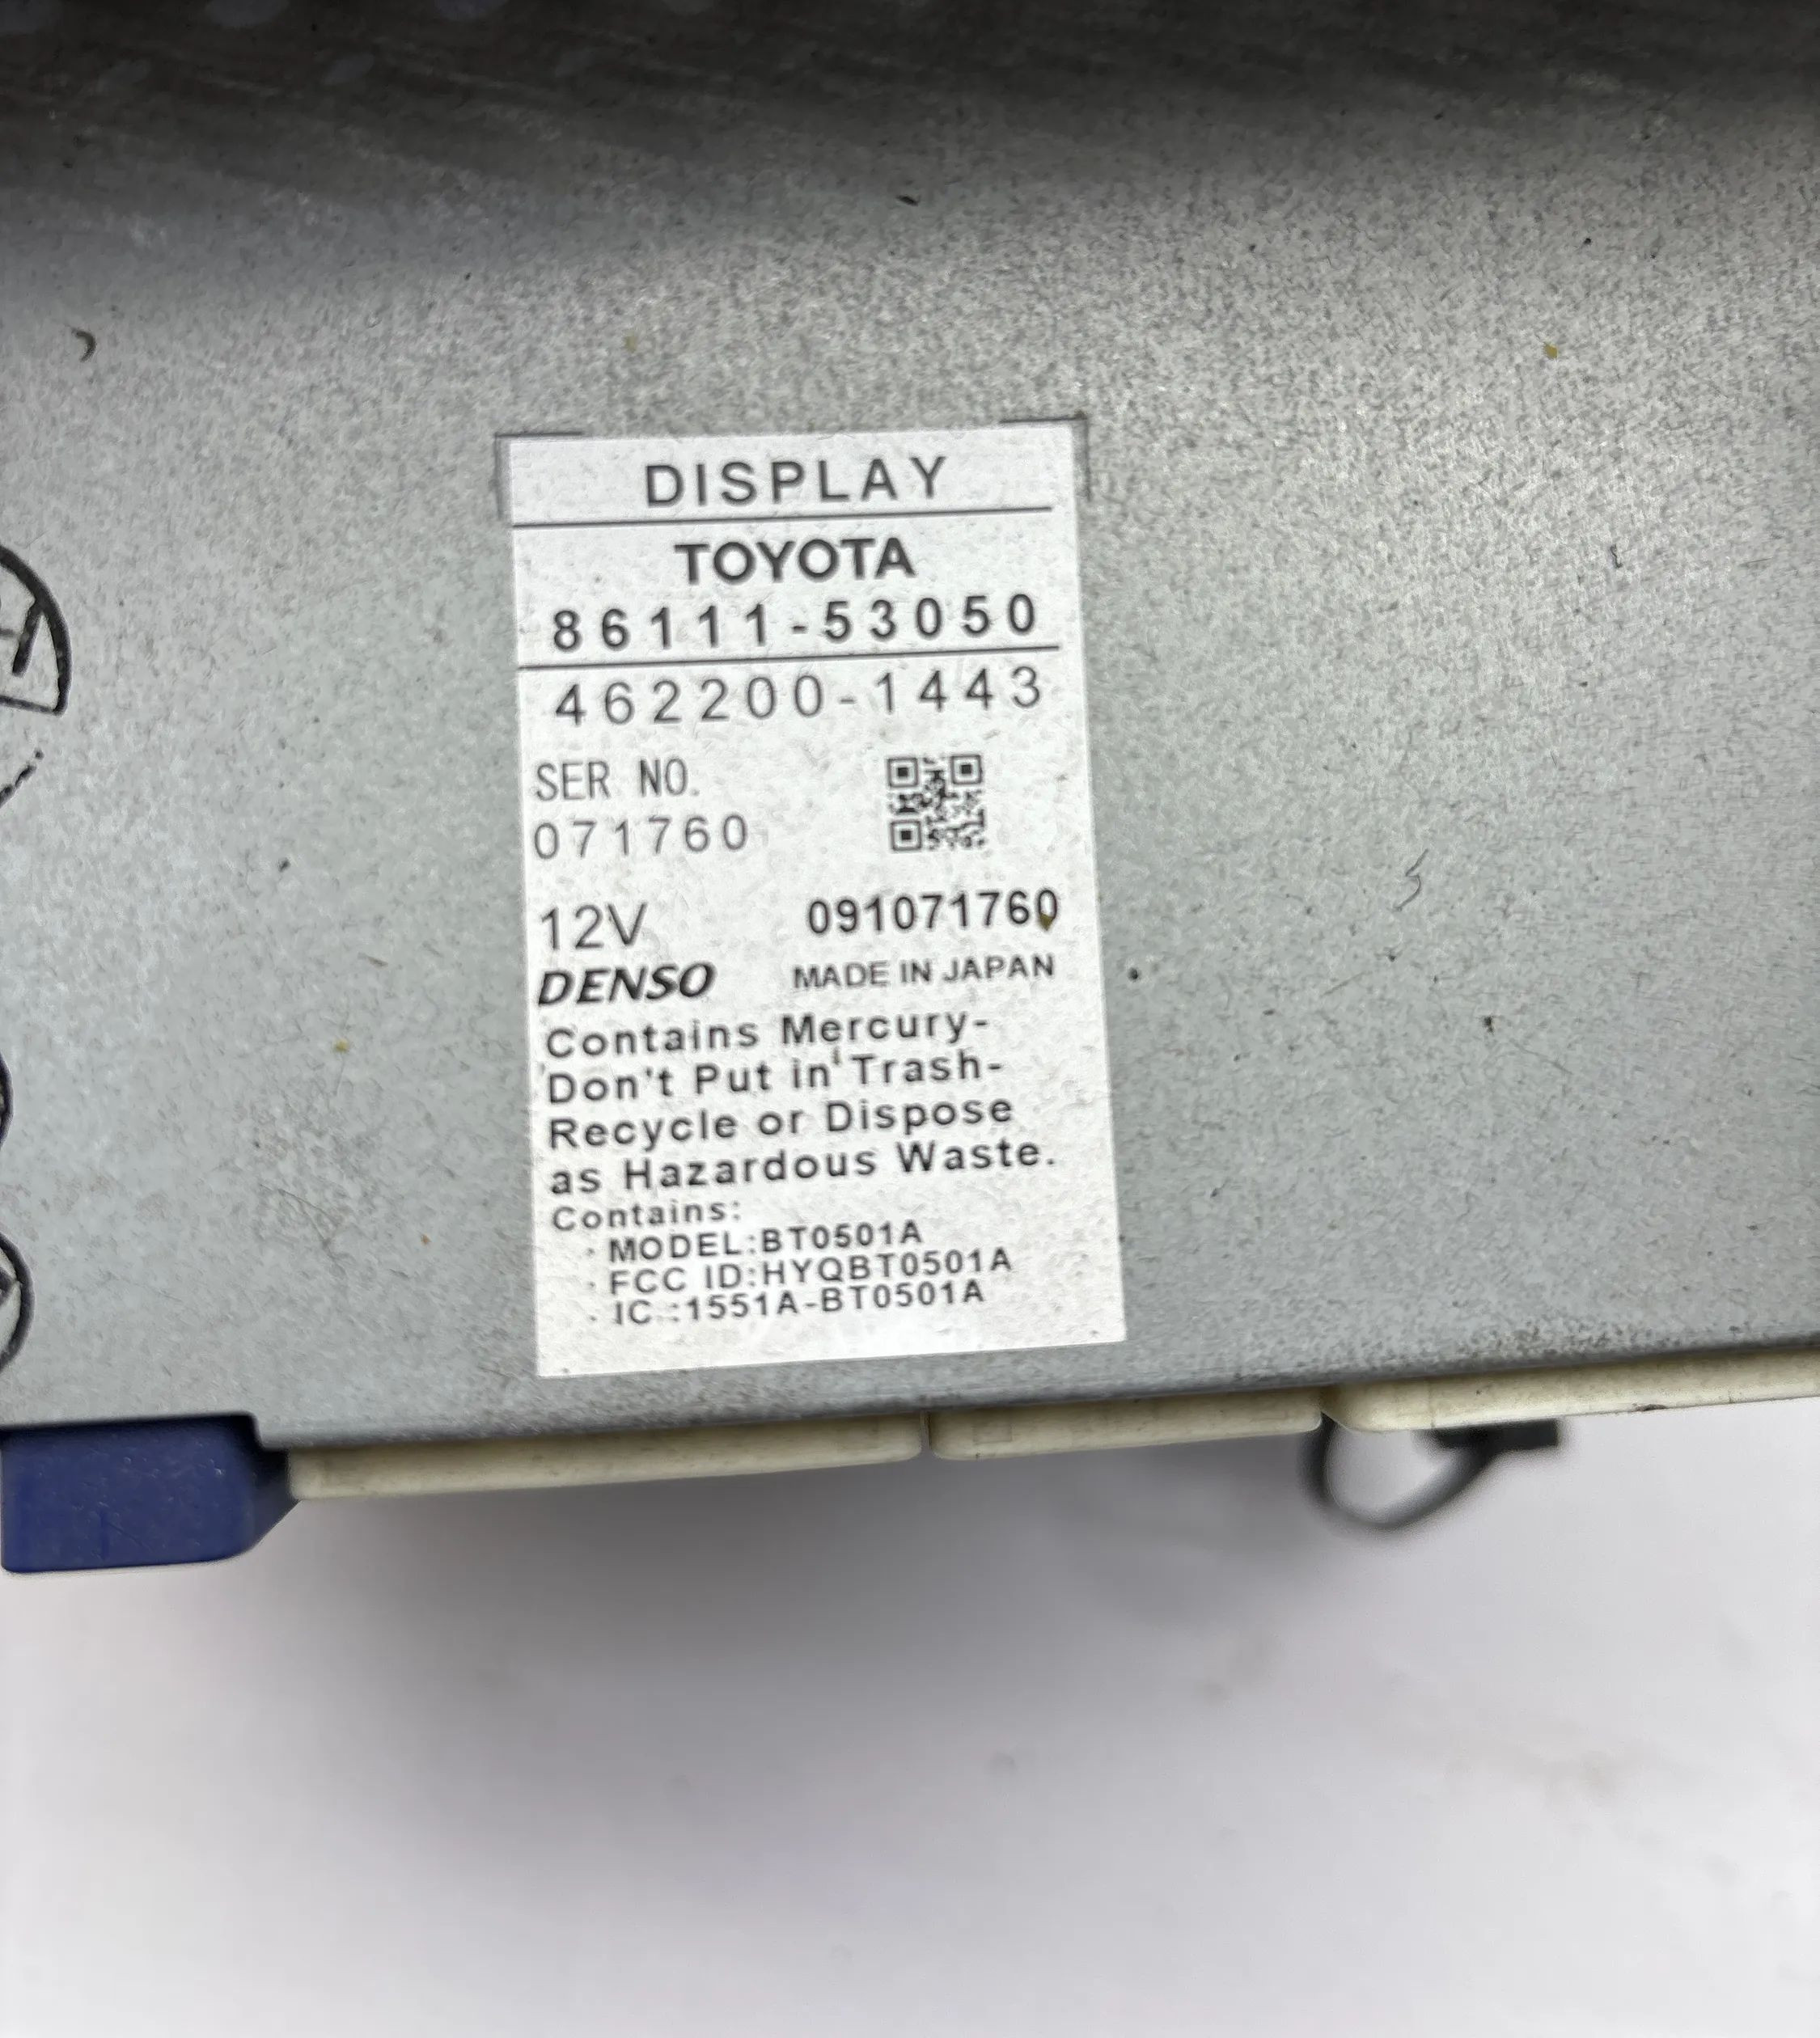 DISPLAY
TOYOTA
86111-53050
462200-1443
SER NO.
071760
12V 091071760
DENSO MADE IN JAPAN
Contains Mercury-
Don't Put in Trash-
Recycle or Dispose
as Hazardous Waste.
Contains:
· MODEL:BT0501A
· FCC ID:HYQBT0501A
· IC.:1551A-BT0501A